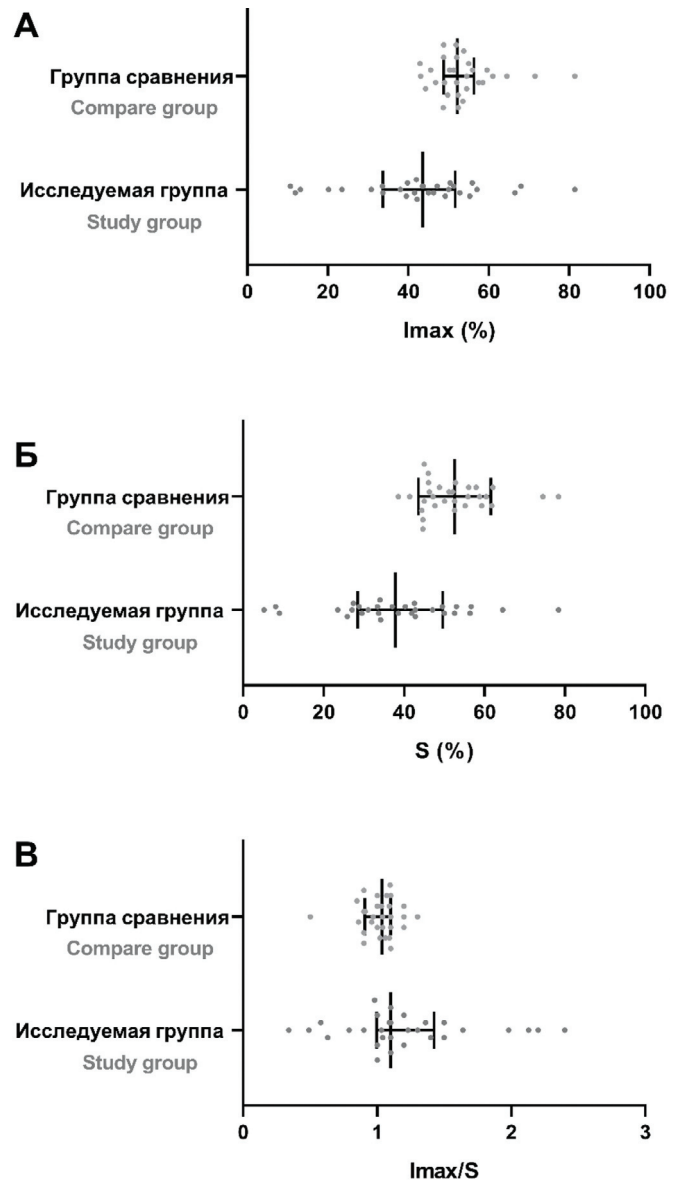 А
Группа сравнения
Compare group
Исследуемая группа
Study group
0 20 40 60 80 100
Imax (%)
Б
Группа сравнения
Compare group
Исследуемая группа
Study group
0 20 40 60 80 100
S (%)
В
Группа сравнения
Compare group
Исследуемая группа
Study group
0 1 2 3
Imax/S